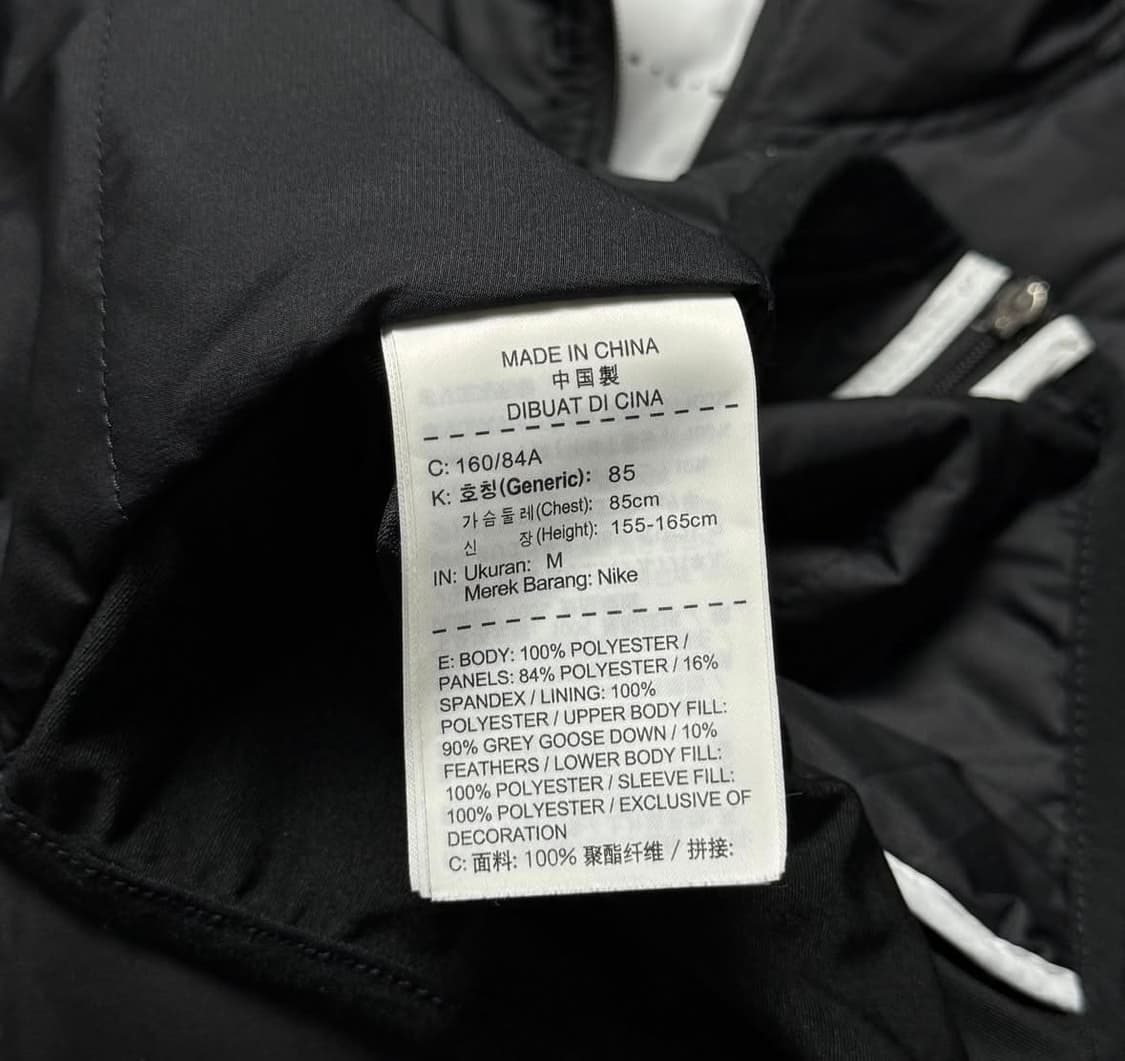 MADE IN CHINA
中国製
DIBUAT DI CINA
C: 160/84A
K: 호칭(Generic): 85
가슴둘레(Chest): 85cm
신 장(Height): 155-165cm
IN: Ukuran: M
Merek Barang: Nike
E: BODY: 100% POLYESTER /
PANELS: 84% POLYESTER / 16%
SPANDEX / LINING: 100%
POLYESTER / UPPER BODY FILL:
90% GREY GOOSE DOWN / 10%
FEATHERS / LOWER BODY FILL:
100% POLYESTER / SLEEVE FILL:
100% POLYESTER / EXCLUSIVE OF
DECORATION
C: 面料: 100% 聚酯纤维 / 拼接: